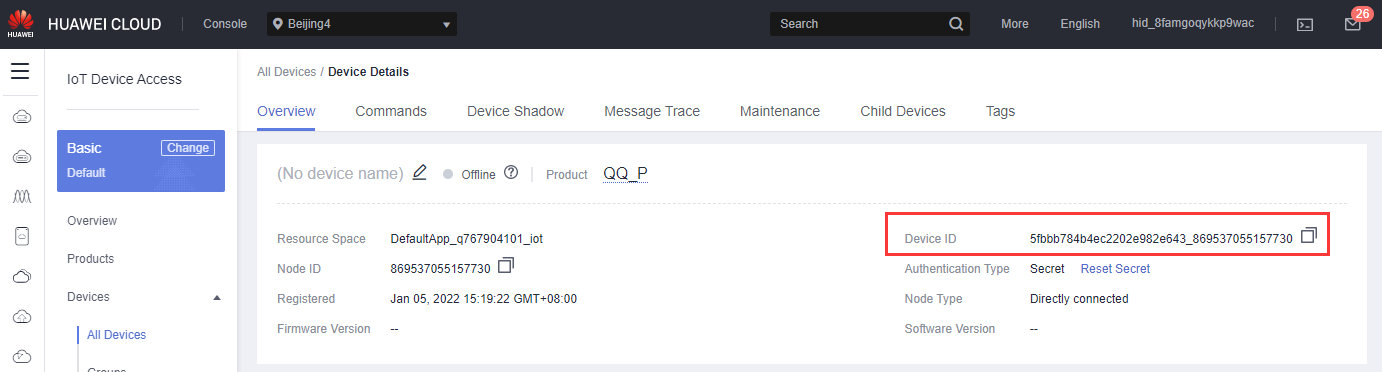 HUAWEI
HUAWEI CLOUD Console Beijing4 Search More English hid_8famgoqykkp9wac 26
IoT Device Access
All Devices / Device Details
Overview Commands Device Shadow Message Trace Maintenance Child Devices Tags
Basic Change
Default
(No device name) Offline ? Product QQ_P
Overview
Resource Space DefaultApp_q767904101_iot Device ID 5fbbb784b4ec2202e982e643_869537055157730
Products
Node ID 869537055157730 Authentication Type Secret Reset Secret
Devices
Registered Jan 05, 2022 15:19:22 GMT+08:00 Node Type Directly connected
Firmware Version -- Software Version --
All Devices
Groups